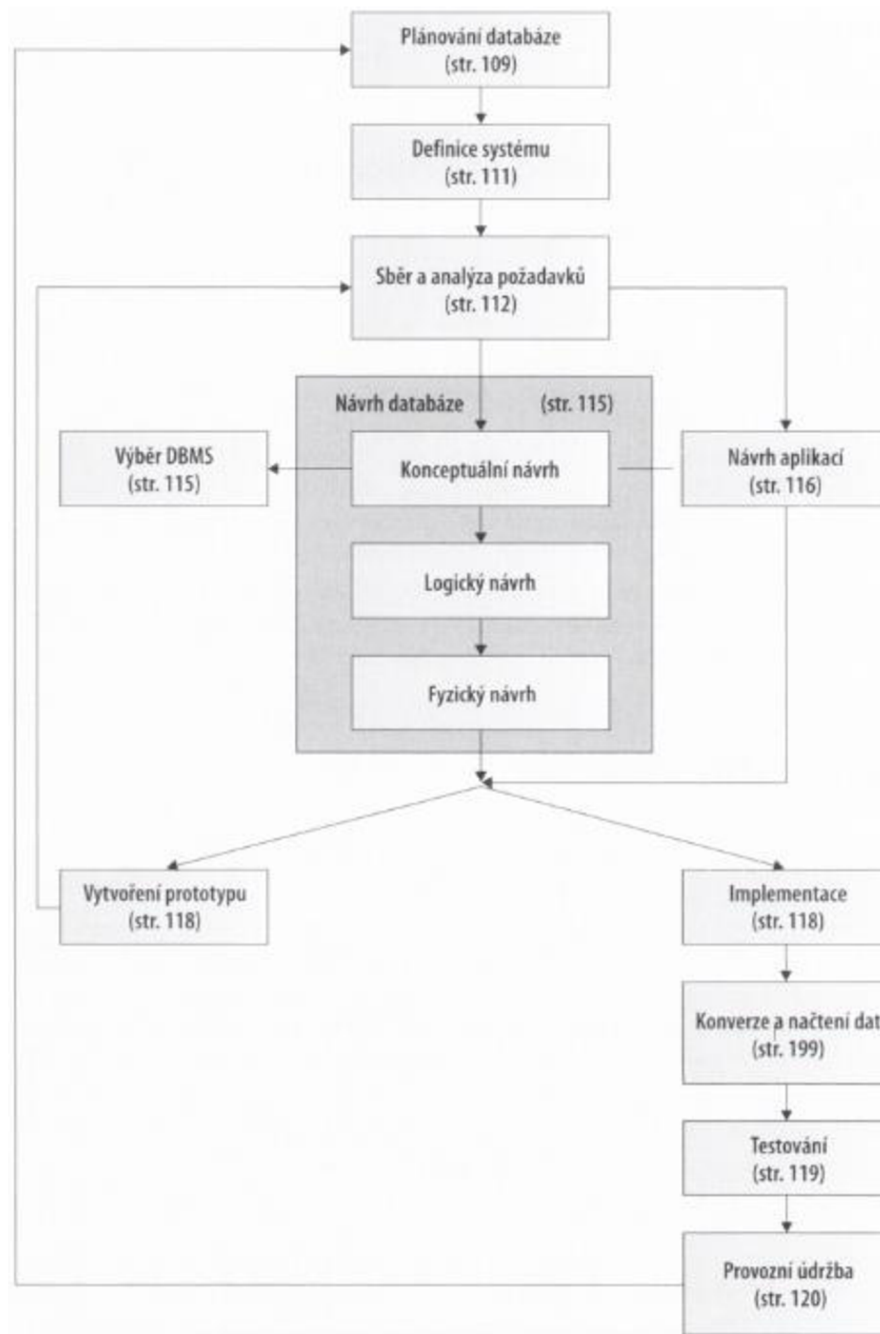 Plánování databáze
(str. 109)
Definice systému
(str. 111)
Sběr a analýza požadavků
(str. 112)
Návrh databáze (str. 115)
Výběr DBMS
(str. 115)
Konceptuální návrh
Návrh aplikací
(str. 116)
Logický návrh
Fyzický návrh
Vytvoření prototypu
(str. 118)
Implementace
(str. 118)
Konverze a načtení dat
(str. 199)
Testování
(str. 119)
Provozní údržba
(str. 120)